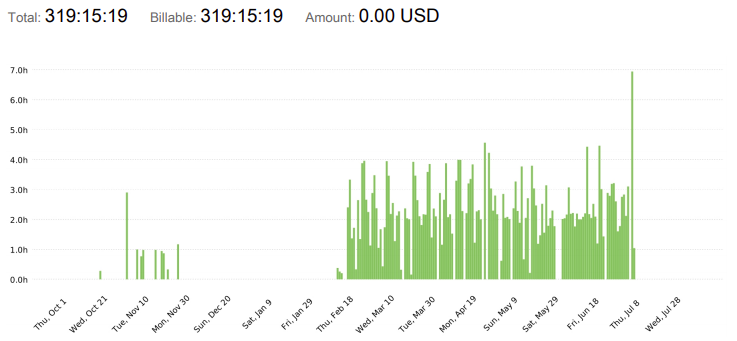 Total: 319:15:19 Billable: 319:15:19 Amount: 0.00 USD
7.0h
6.0h
5.0h
4.0h
3.0h
2.0h
1.0h
0.0h
Thu, Oct 1 Wed, Oct 21 Tue, Nov 10 Mon, Nov 30 Sun, Dec 20 Sat, Jan 9 Fri, Jan 29 Thu, Feb 18 Wed, Mar 10 Tue, Mar 30 Mon, Apr 19 Sun, May 9 Sat, May 29 Fri, Jun 18 Thu, Jul 8 Wed, Jul 28